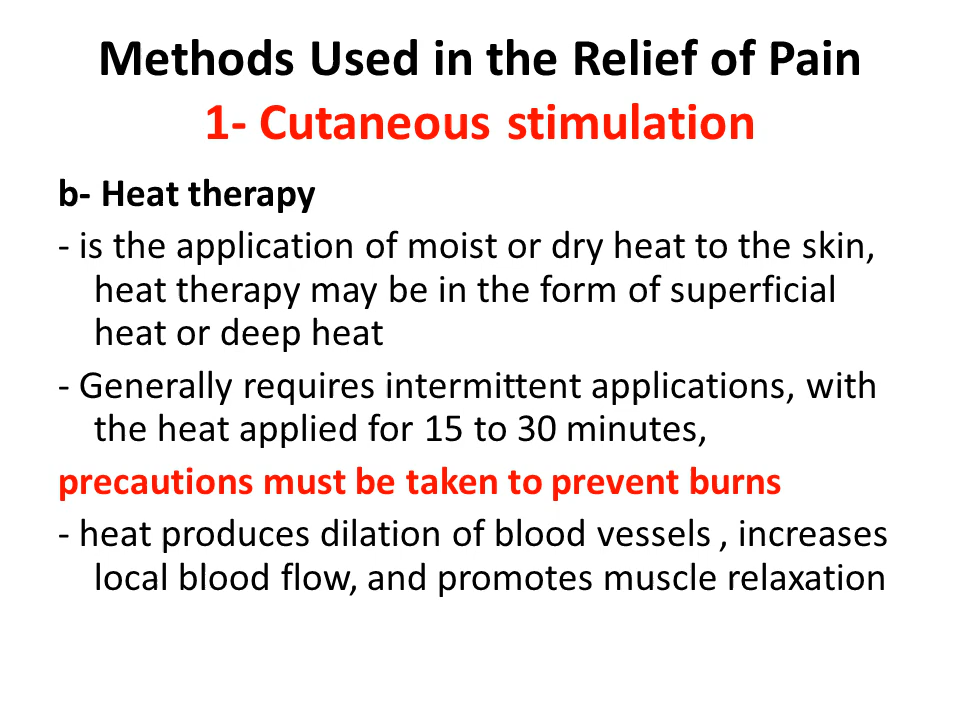 Methods Used in the Relief of Pain
1- Cutaneous stimulation
b- Heat therapy
- is the application of moist or dry heat to the skin,
heat therapy may be in the form of superficial
heat or deep heat
- Generally requires intermittent applications, with
the heat applied for 15 to 30 minutes,
precautions must be taken to prevent burns
- heat produces dilation of blood vessels , increases
local blood flow, and promotes muscle relaxation